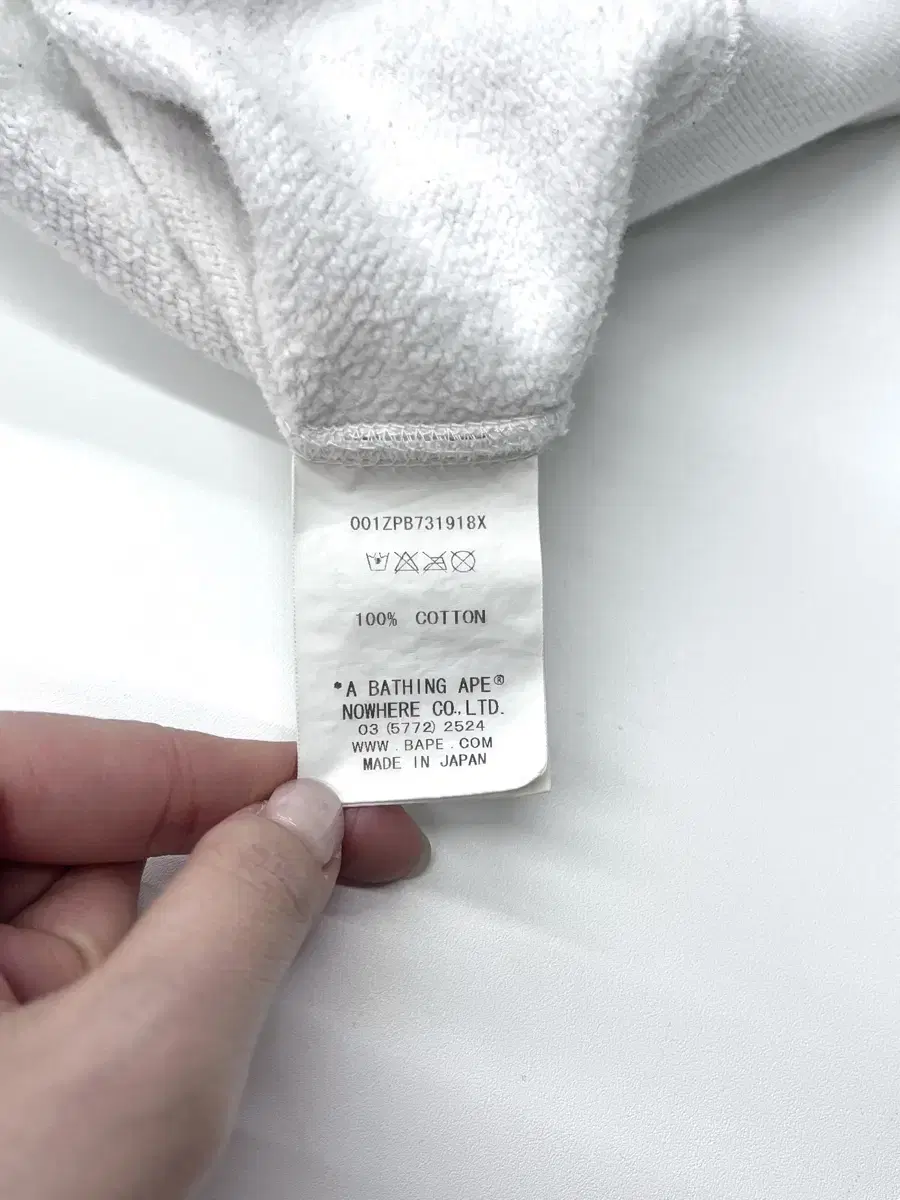 001ZPB731918X
100% COTTON
*A BATHING APE®
NOWHERE CO.,LTD.
03 (5772) 2524
WWW . BAPE . COM
MADE IN JAPAN